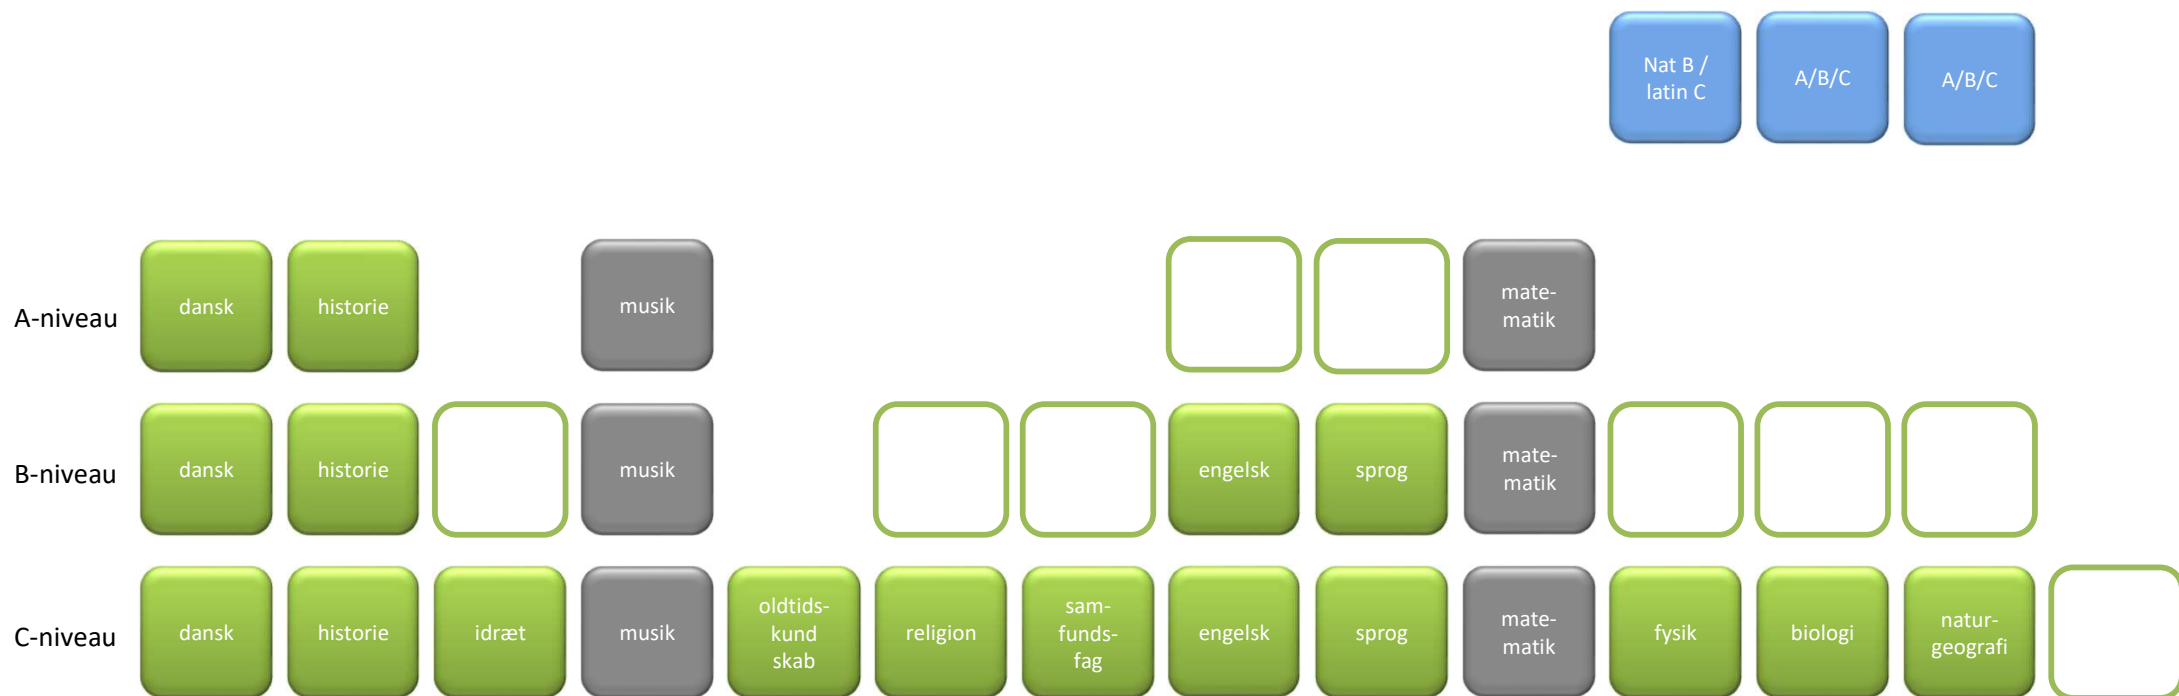 Nat B /
latin C
A/B/C
A/B/C
A-niveau
dansk
historie
musik
mate-
matik
B-niveau
dansk
historie
musik
engelsk
sprog
mate-
matik
C-niveau
dansk
historie
idræt
musik
oldtids-
kund
skab
religion
sam-
funds-
fag
engelsk
sprog
mate-
matik
fysik
biologi
natur-
geografi